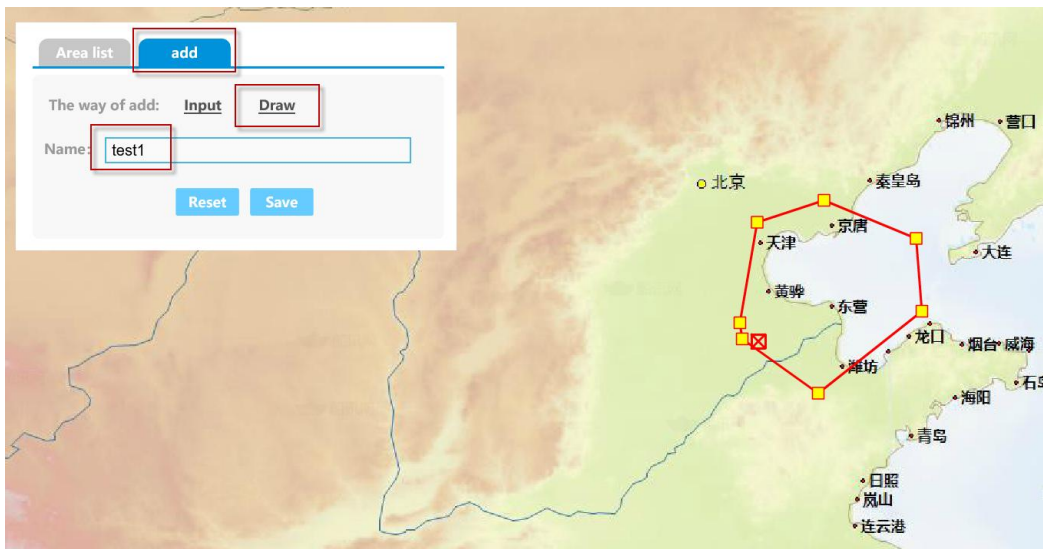 Area list add
The way of add: Input Draw
Name: test1
Reset Save
锦州 营口
北京 秦皇岛
京唐
天津 大连
黄骅 东营
龙口 烟台 威海
潍坊
石岛
海阳
青岛
日照
岚山
连云港